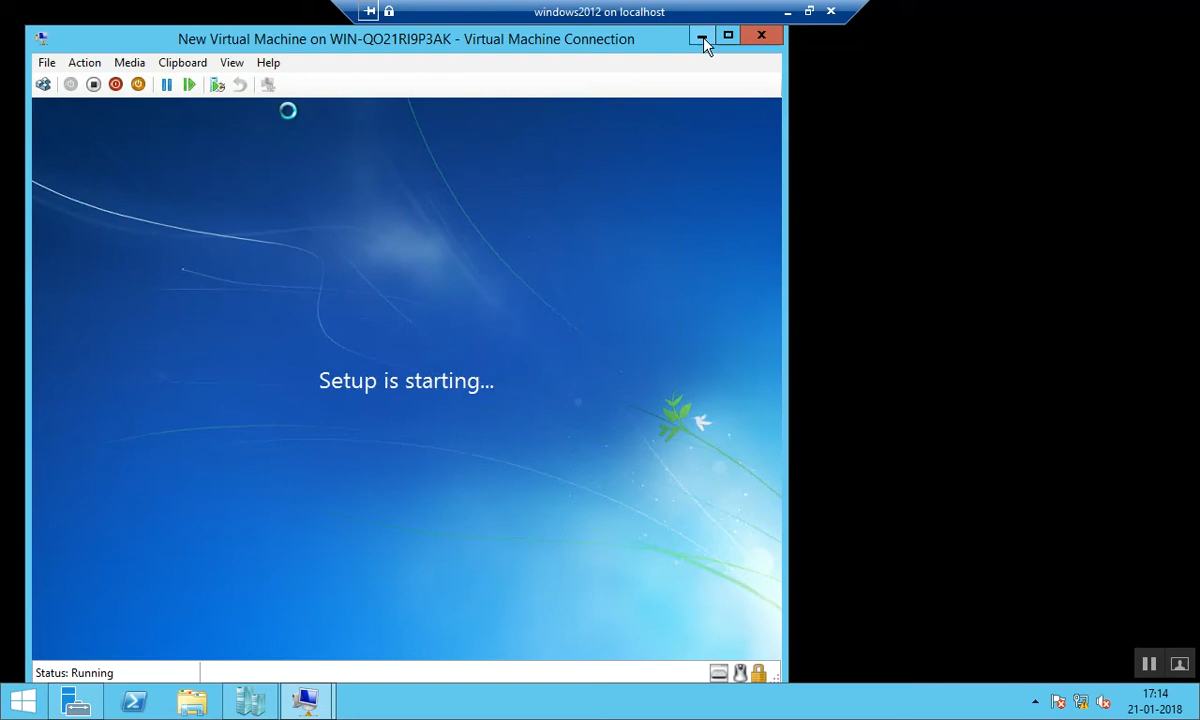 windows2012 on localhost
New Virtual Machine on WIN-QO21RI9P3AK - Virtual Machine Connection
File Action Media Clipboard View Help
Setup is starting...
Status: Running
17:14
21-01-2018